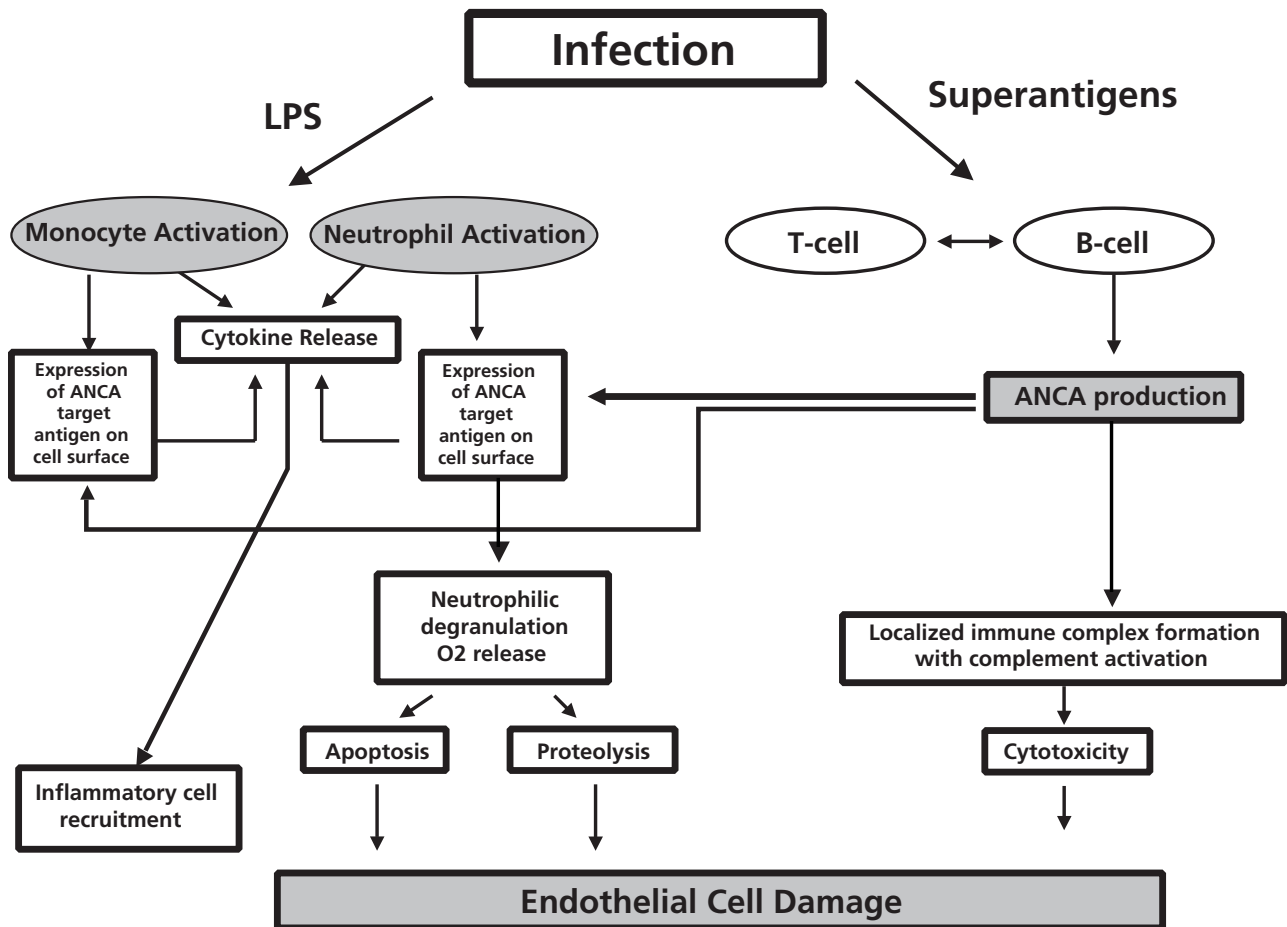 Infection
LPS
Superantigens
Monocyte Activation
Neutrophil Activation
T-cell
B-cell
Cytokine Release
Expression
of ANCA
target
antigen on
cell surface
Expression
of ANCA
target
antigen on
cell surface
ANCA production
Neutrophilic
degranulation
O2 release
Localized immune complex formation
with complement activation
Apoptosis
Proteolysis
Cytotoxicity
Inflammatory cell
recruitment
Endothelial Cell Damage